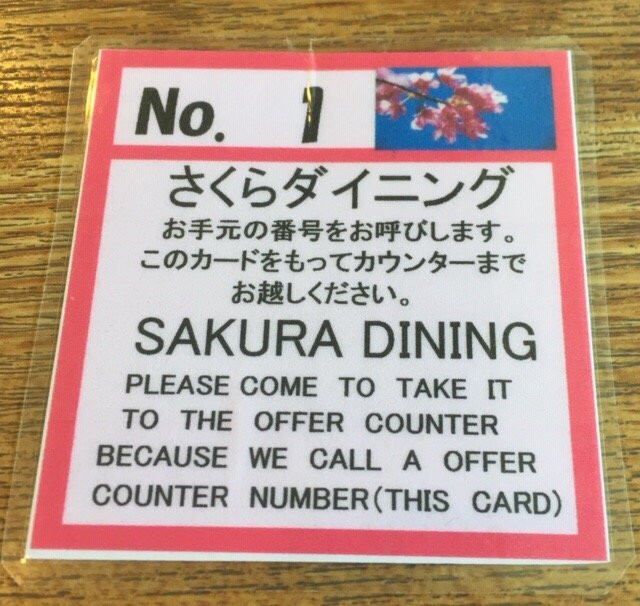 No. 1
さくらダイニング
お手元の番号をお呼びします。
このカードをもってカウンターまで
お越しください。
SAKURA DINING
PLEASE COME TO TAKE IT
TO THE OFFER COUNTER
BECAUSE WE CALL A OFFER
COUNTER NUMBER(THIS CARD)